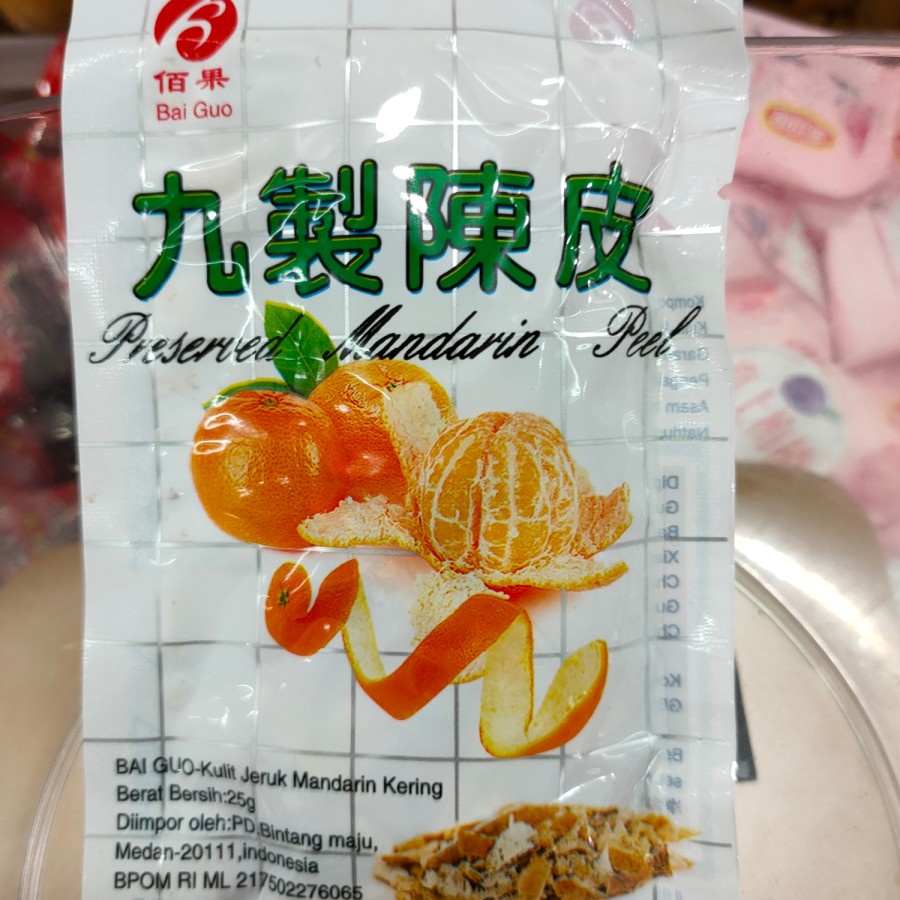 佰果
Bai Guo
九製陳皮
Preserved Mandarin Peel
BAI GUO-Kulit Jeruk Mandarin Kering
Berat Bersih:25g
Diimpor oleh:PD.Bintang maju,
Medan-20111,indonesia
BPOM RI ML 217502276065